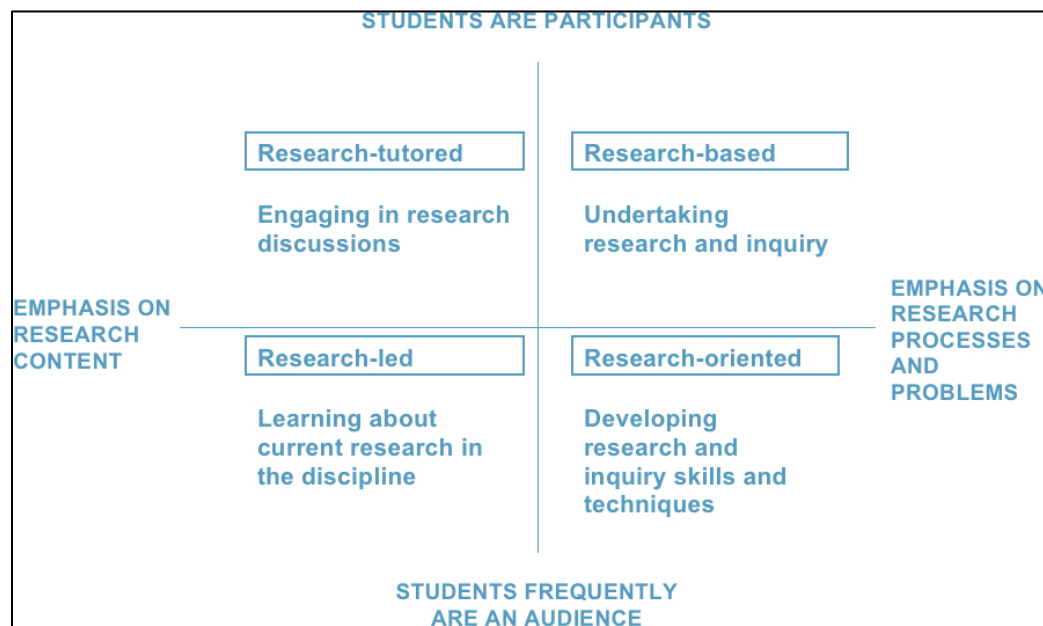 STUDENTS ARE PARTICIPANTS
Research-tutored
Engaging in research
discussions
Research-based
Undertaking
research and inquiry
EMPHASIS ON
RESEARCH
CONTENT
EMPHASIS ON
RESEARCH
PROCESSES
AND
PROBLEMS
Research-led
Learning about
current research in
the discipline
Research-oriented
Developing
research and
inquiry skills and
techniques
STUDENTS FREQUENTLY
ARE AN AUDIENCE